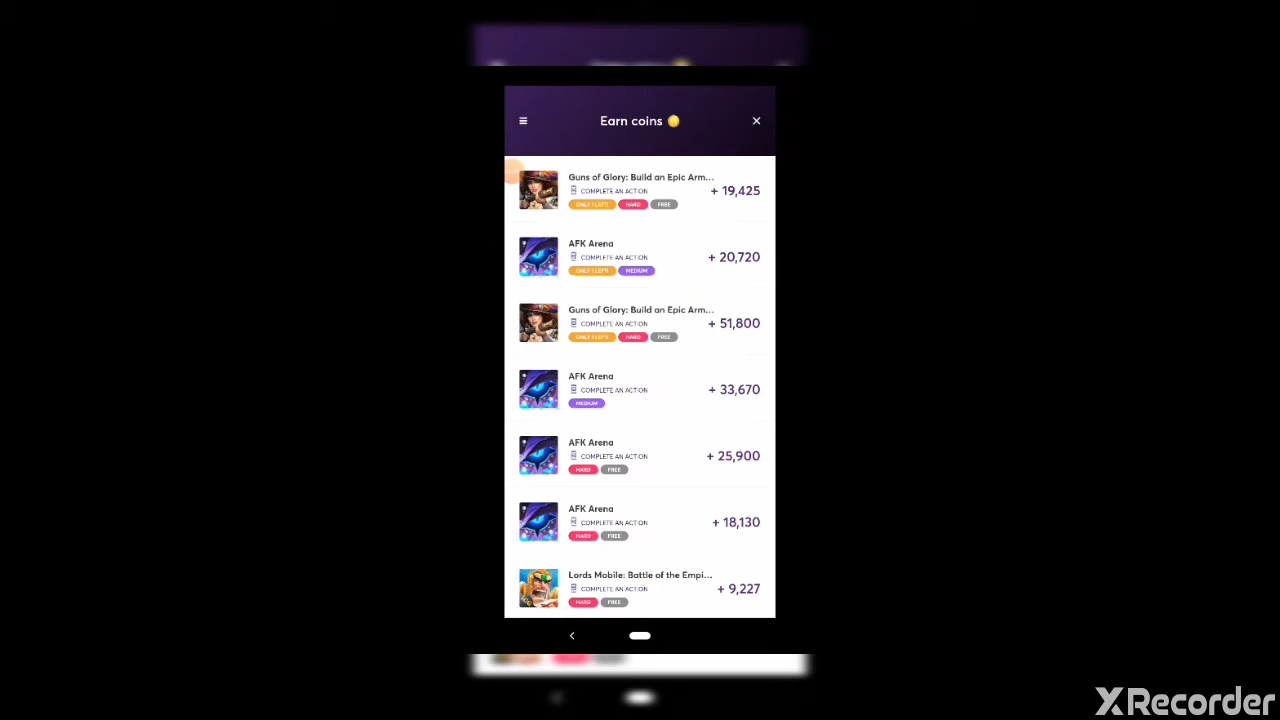 Earn coins
Guns of Glory: Build an Epic Arm...
COMPLETE AN ACTION
+ 19,425
ONLY 1 LEFT! HARD FREE
AFK Arena
COMPLETE AN ACTION
+ 20,720
ONLY 1 LEFT! MEDIUM
Guns of Glory: Build an Epic Arm...
COMPLETE AN ACTION
+ 51,800
ONLY 1 LEFT! HARD FREE
AFK Arena
COMPLETE AN ACTION
+ 33,670
MEDIUM
AFK Arena
COMPLETE AN ACTION
+ 25,900
HARD FREE
AFK Arena
COMPLETE AN ACTION
+ 18,130
HARD FREE
Lords Mobile: Battle of the Empi...
COMPLETE AN ACTION
+ 9,227
HARD FREE
XRecorder